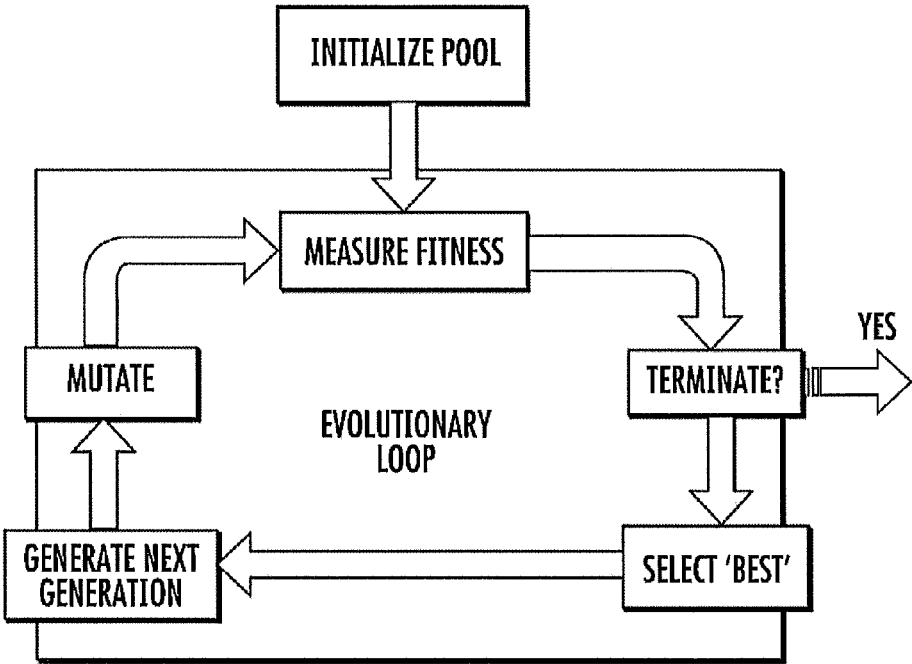 INITIALIZE POOL
MEASURE FITNESS
YES
MUTATE
TERMINATE?
EVOLUTIONARY
LOOP
GENERATE NEXT
GENERATION
SELECT ‘BEST’